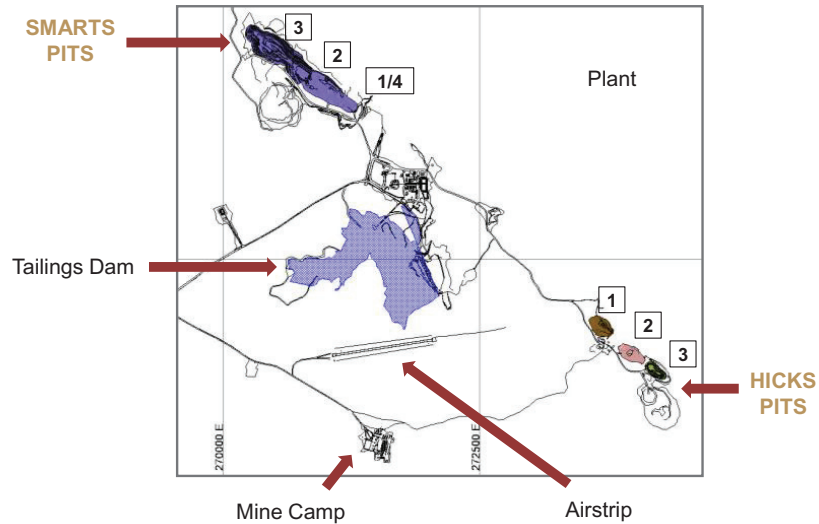 SMARTS
PITS
3
2
1/4
Plant
Tailings Dam
1
2
3
HICKS
PITS
270000 E
272500 E
Mine Camp
Airstrip